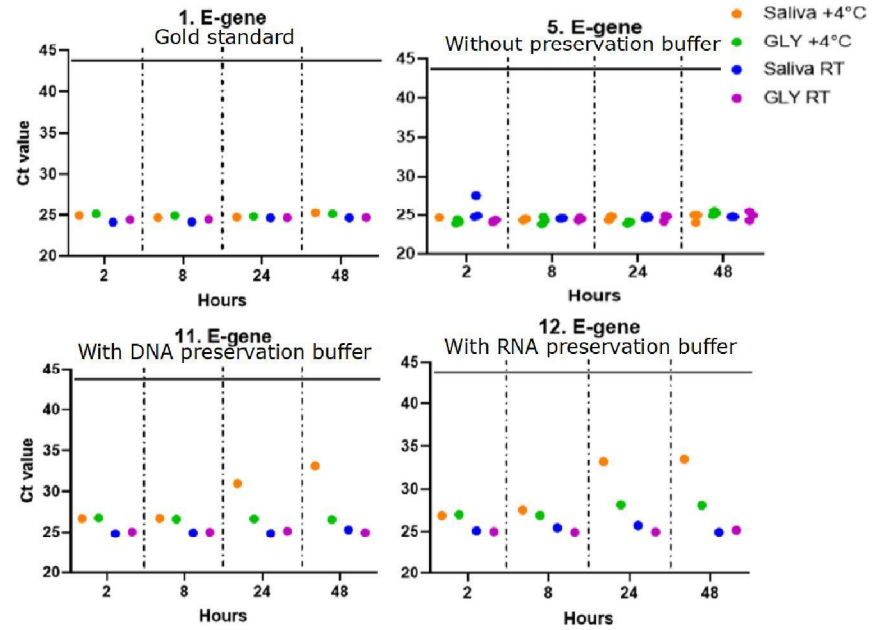 1. E-gene
Gold standard
45
40
35
30
25
20
Ct value
2 8 24 48
Hours
5. E-gene
Without preservation buffer
45
40
35
30
25
20
2 8 24 48
Hours
Saliva +4°C
GLY +4°C
Saliva RT
GLY RT
11. E-gene
With DNA preservation buffer
45
40
35
30
25
20
Ct value
2 8 24 48
Hours
12. E-gene
With RNA preservation buffer
45
40
35
30
25
20
2 8 24 48
Hours